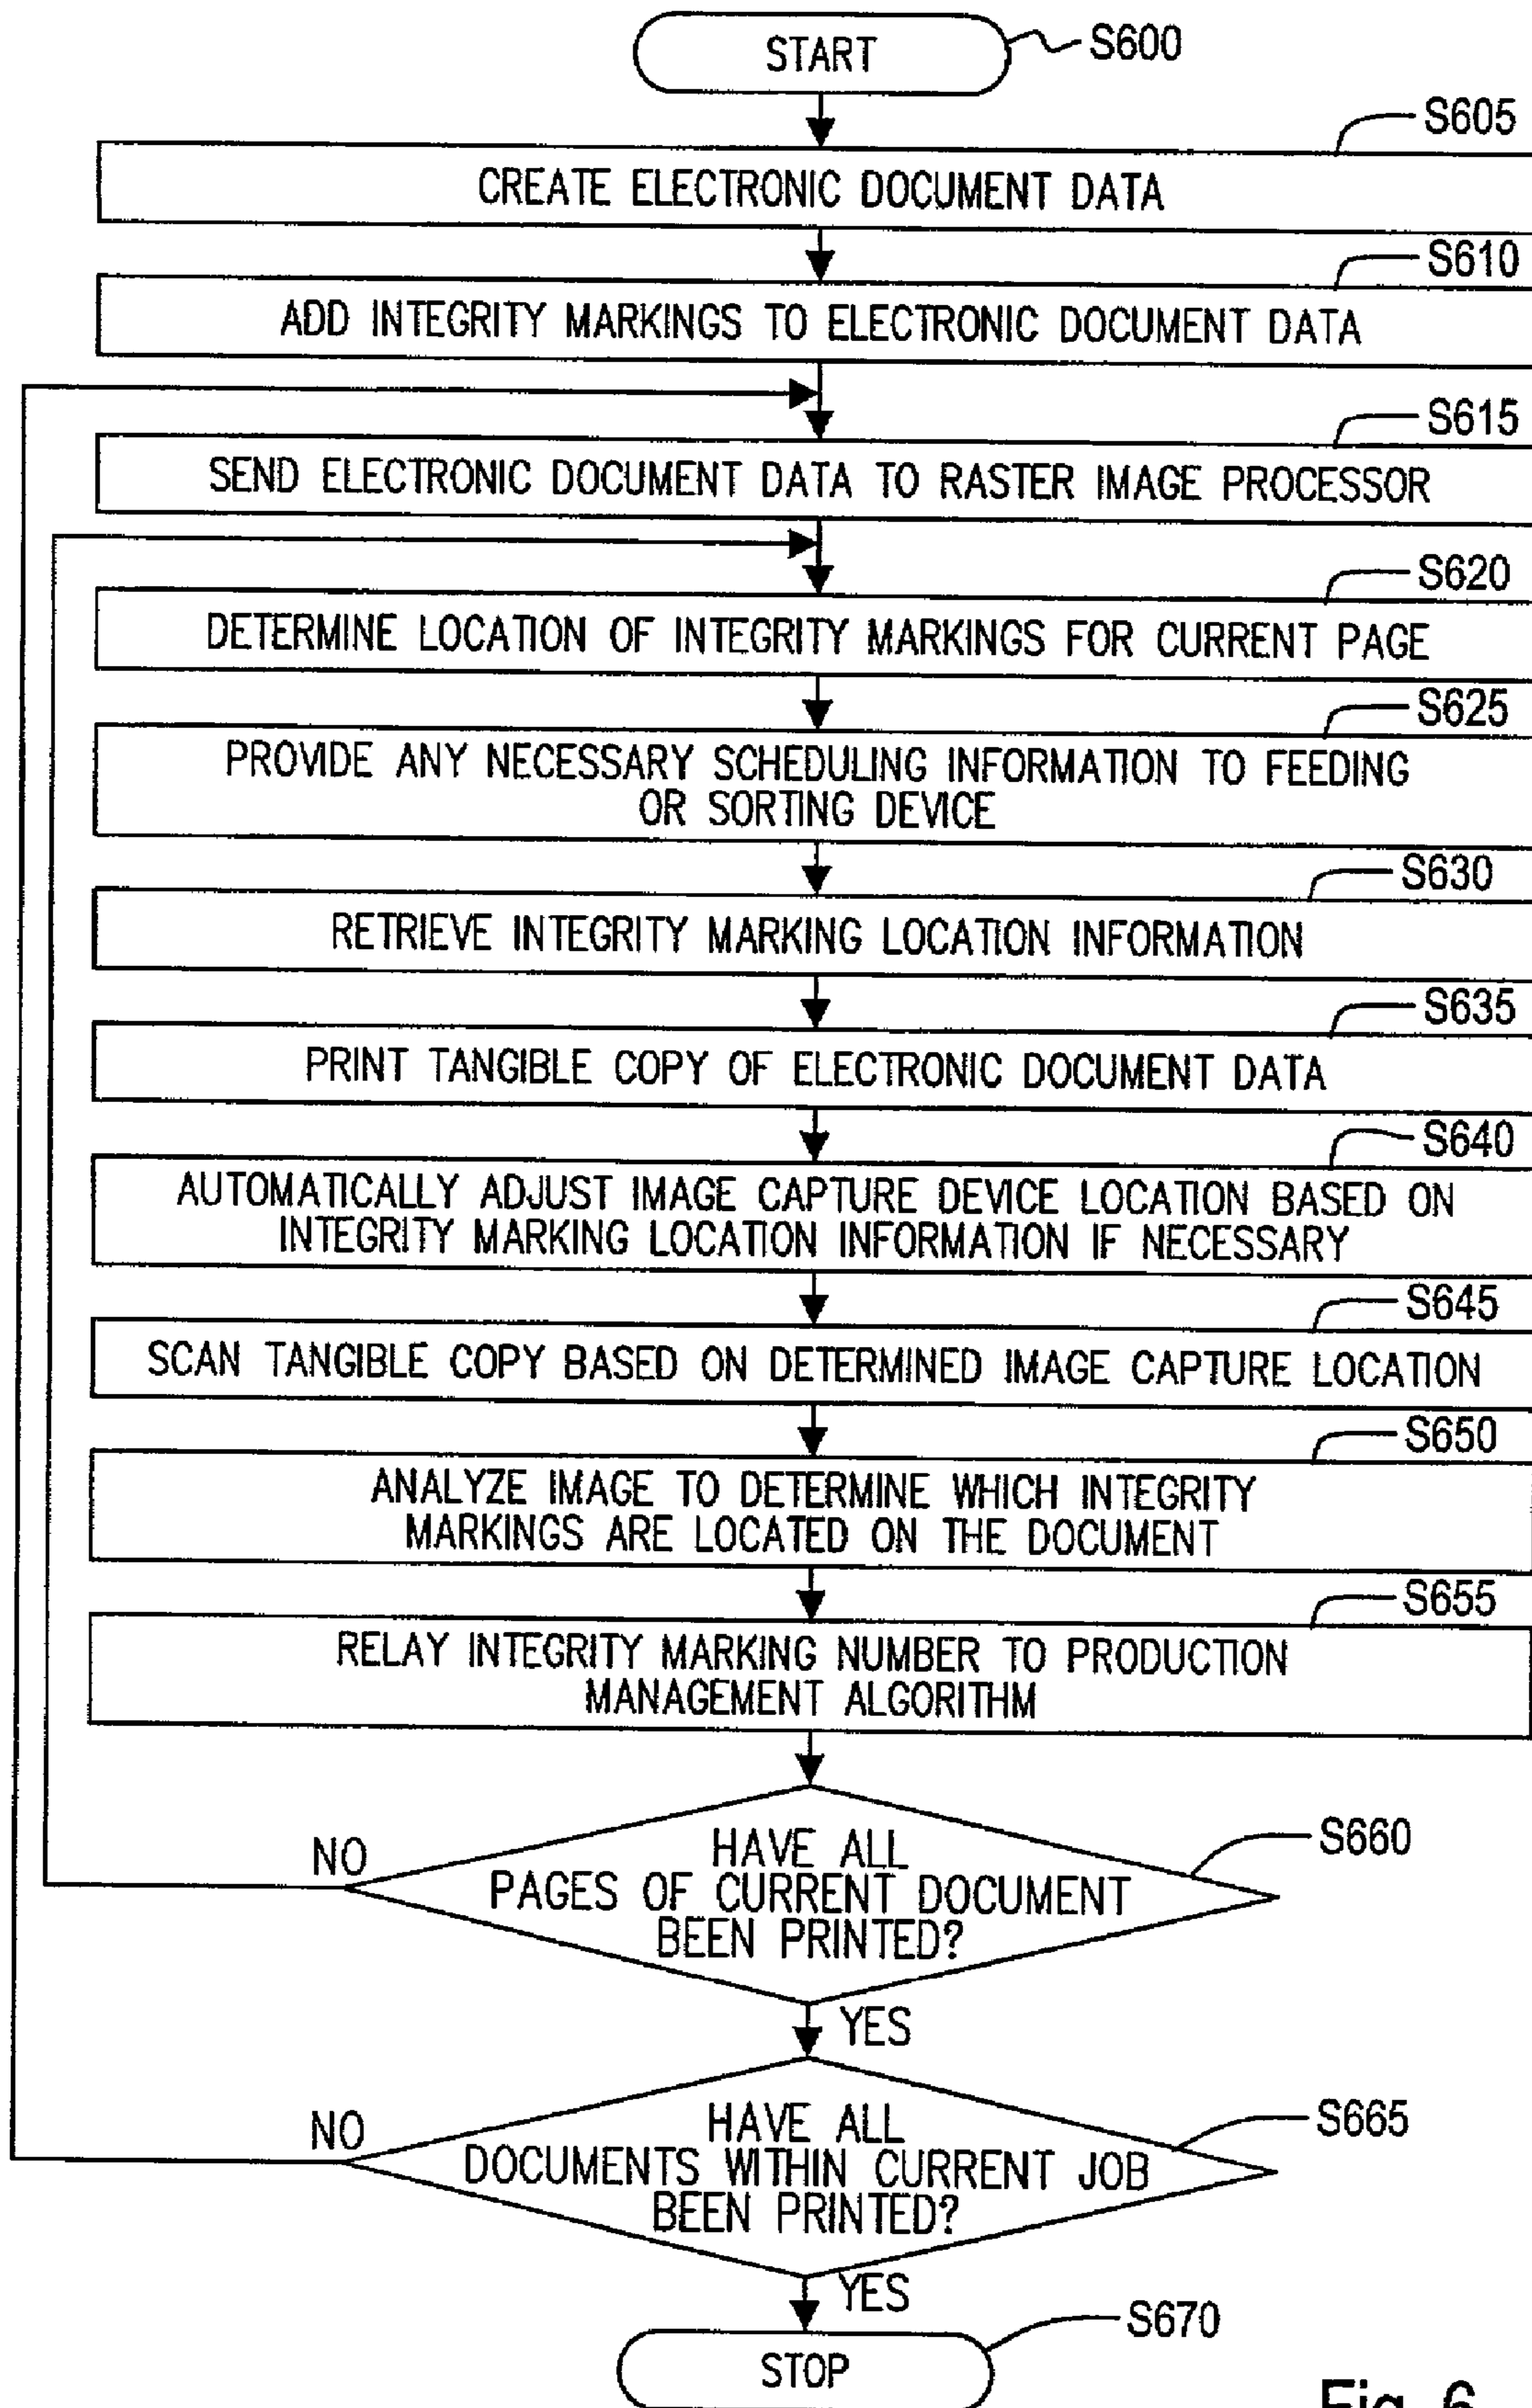 START
S600
S605
CREATE ELECTRONIC DOCUMENT DATA
S610
ADD INTEGRITY MARKINGS TO ELECTRONIC DOCUMENT DATA
S615
SEND ELECTRONIC DOCUMENT DATA TO RASTER IMAGE PROCESSOR
S620
DETERMINE LOCATION OF INTEGRITY MARKINGS FOR CURRENT PAGE
S625
PROVIDE ANY NECESSARY SCHEDULING INFORMATION TO FEEDING
OR SORTING DEVICE
S630
RETRIEVE INTEGRITY MARKING LOCATION INFORMATION
S635
PRINT TANGIBLE COPY OF ELECTRONIC DOCUMENT DATA
S640
AUTOMATICALLY ADJUST IMAGE CAPTURE DEVICE LOCATION BASED ON
INTEGRITY MARKING LOCATION INFORMATION IF NECESSARY
S645
SCAN TANGIBLE COPY BASED ON DETERMINED IMAGE CAPTURE LOCATION
S650
ANALYZE IMAGE TO DETERMINE WHICH INTEGRITY
MARKINGS ARE LOCATED ON THE DOCUMENT
S655
RELAY INTEGRITY MARKING NUMBER TO PRODUCTION
MANAGEMENT ALGORITHM
S660
NO
HAVE ALL
PAGES OF CURRENT DOCUMENT
BEEN PRINTED?
YES
S665
NO
HAVE ALL
DOCUMENTS WITHIN CURRENT JOB
BEEN PRINTED?
YES
S670
STOP
Fig. 6